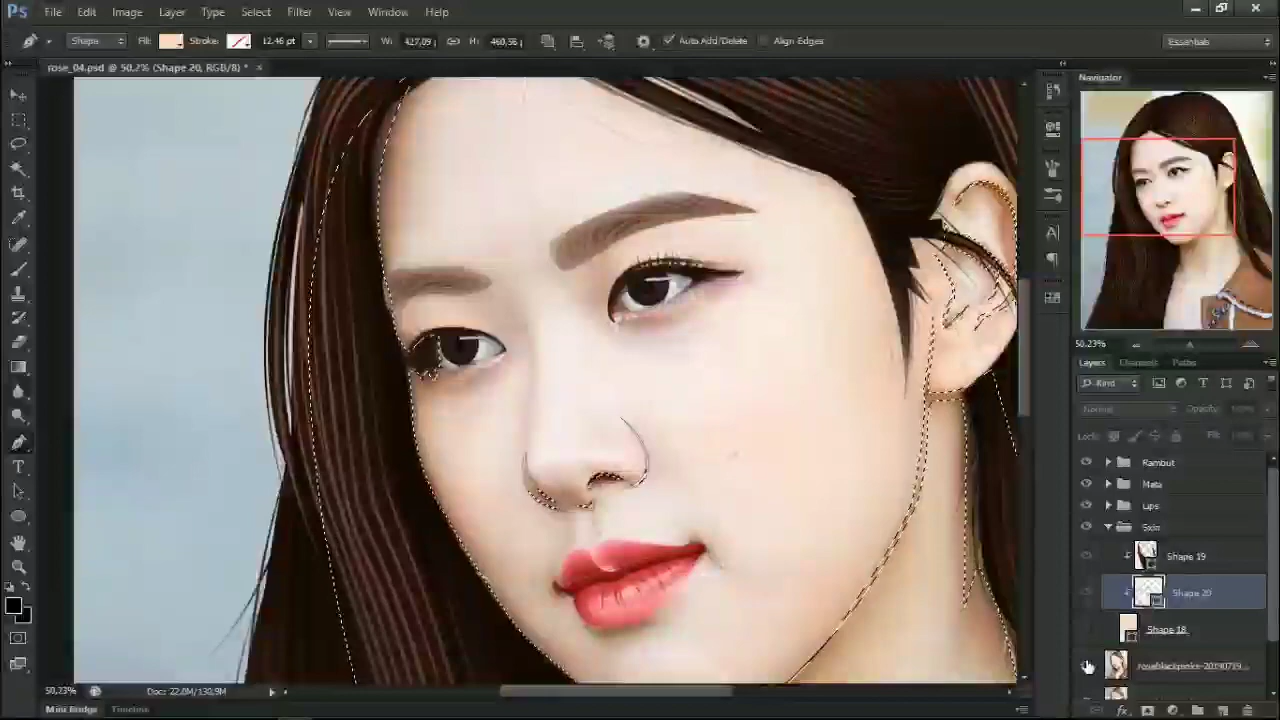 Ps File Edit Image Layer Type Select Filter View Window Help
Shape Fill: Stroke: 12.46 pt W: H: Auto Add/Delete Align Edges Essentials
rose_04.psd @ 50.2% (Shape 20, RGB/8) *
Navigator
50.23%
Layers Channels Paths
Kind
Normal Opacity:
Lock: Fill:
Rambut
Mata
Lips
Skin
Shape 19
Shape 20
Shape 18
50.23% Doc: 22.0M/130.9M
Mini Bridge Timeline